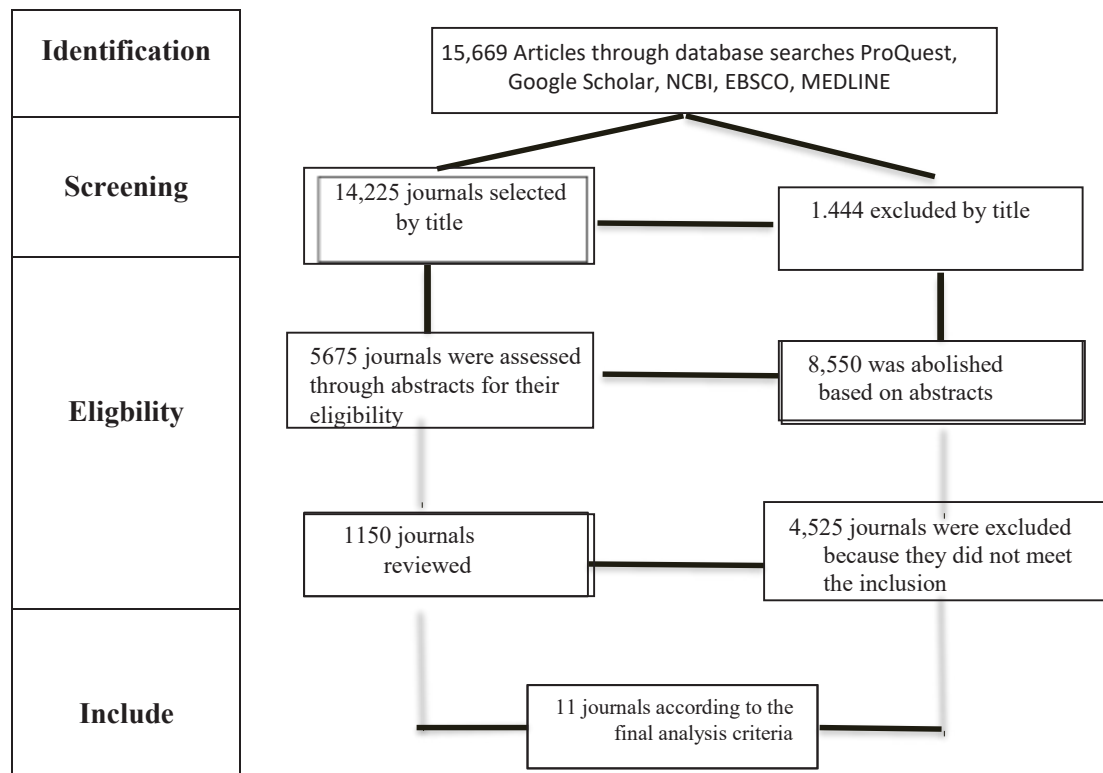 Identification
15,669 Articles through database searches ProQuest,
Google Scholar, NCBI, EBSCO, MEDLINE
Screening
14,225 journals selected
by title
1.444 excluded by title
Eligbility
5675 journals were assessed
through abstracts for their
eligibility
8,550 was abolished
based on abstracts
1150 journals
reviewed
4,525 journals were excluded
because they did not meet
the inclusion
Include
11 journals according to the
final analysis criteria